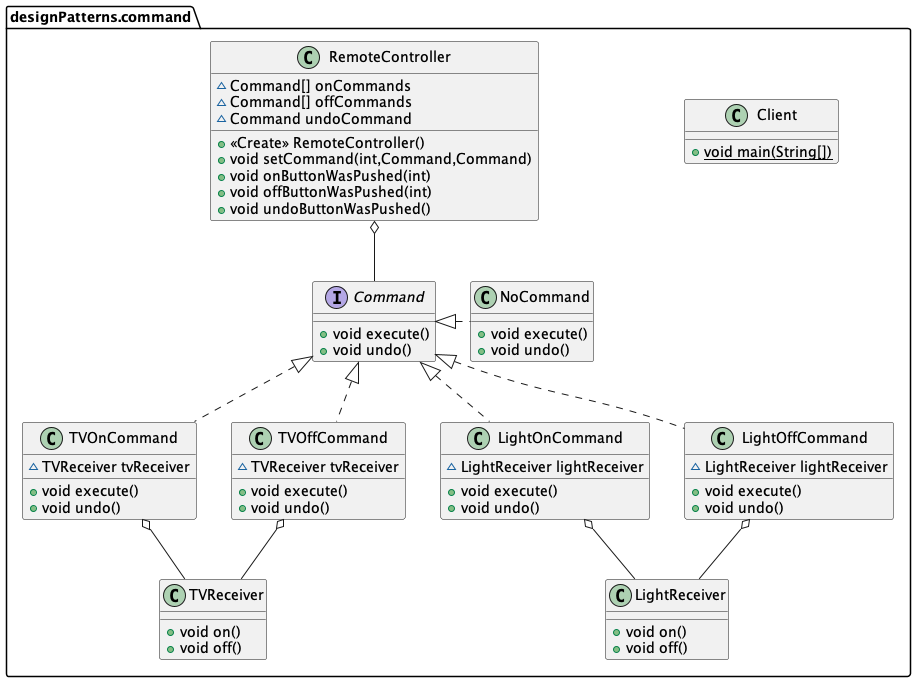 designPatterns.command
C RemoteController
~ Command[] onCommands
~ Command[] offCommands
~ Command undoCommand
«Create» RemoteController()
void setCommand(int,Command,Command)
void onButtonWasPushed(int)
void offButtonWasPushed(int)
void undoButtonWasPushed()
C Client
void main(String[])
I Command
void execute()
void undo()
C NoCommand
void execute()
void undo()
C TVOnCommand
~ TVReceiver tvReceiver
void execute()
void undo()
C TVOffCommand
~ TVReceiver tvReceiver
void execute()
void undo()
C LightOnCommand
~ LightReceiver lightReceiver
void execute()
void undo()
C LightOffCommand
~ LightReceiver lightReceiver
void execute()
void undo()
C TVReceiver
void on()
void off()
C LightReceiver
void on()
void off()